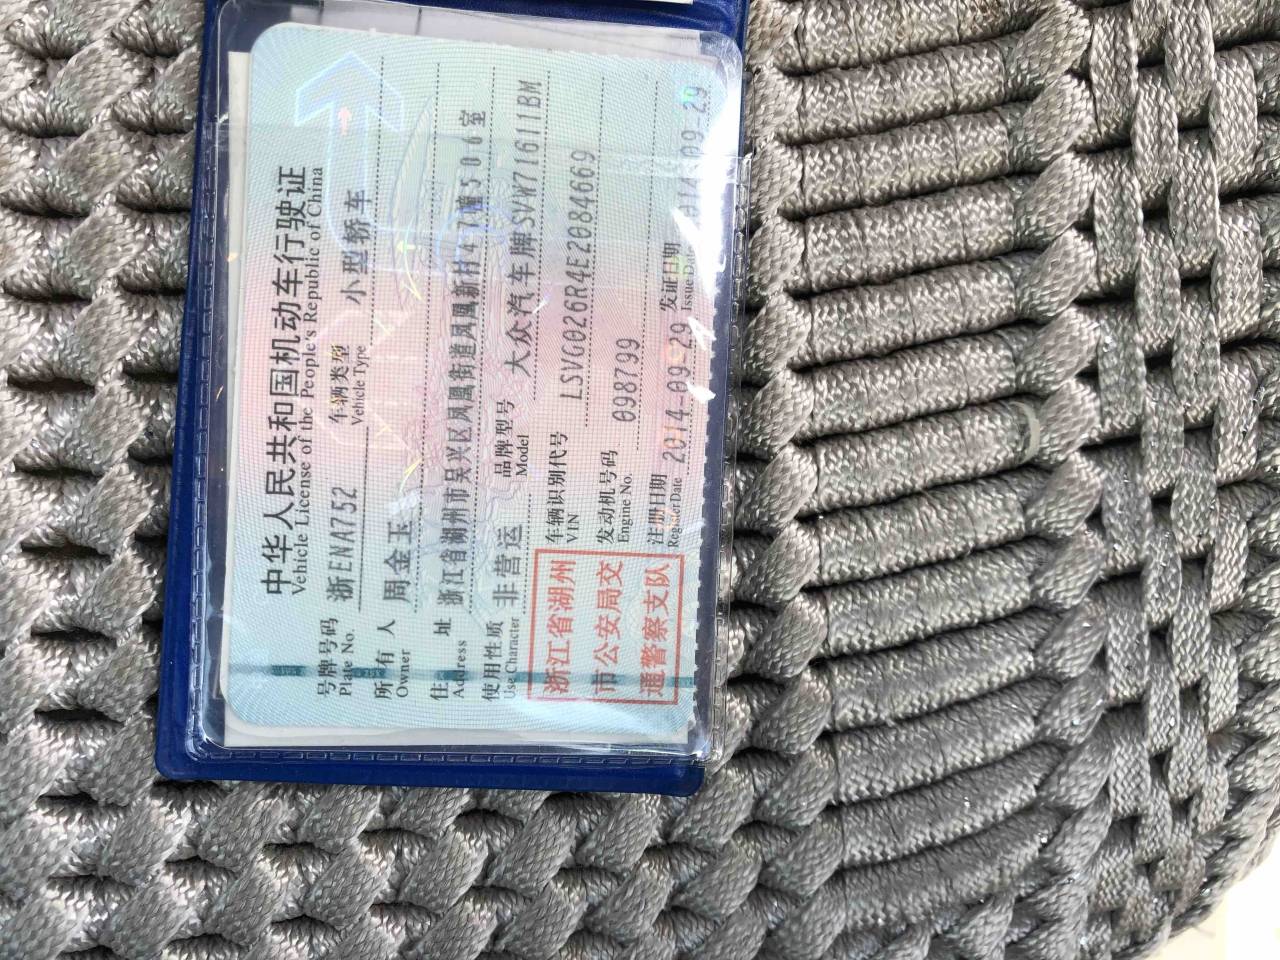 中华人民共和国机动车行驶证
Vehicle License of the People's Republic of China
号牌号码 浙ENA752 车辆类型 小型轿车
Plate No. Vehicle Type
所有人 周金玉
Owner
住址 浙江省湖州市吴兴区凤凰街道凤凰新村47幢506室
Address
使用性质 非营运 品牌型号 大众汽车牌SVW71611BM
Use Character Model
浙江省湖州
市公安局交
通警察支队
车辆识别代号 LSVG026R4E2084669
VIN
发动机号码 098799
Engine No.
注册日期 2014-09-29 发证日期 2014-09-29
Register Date Issue Date